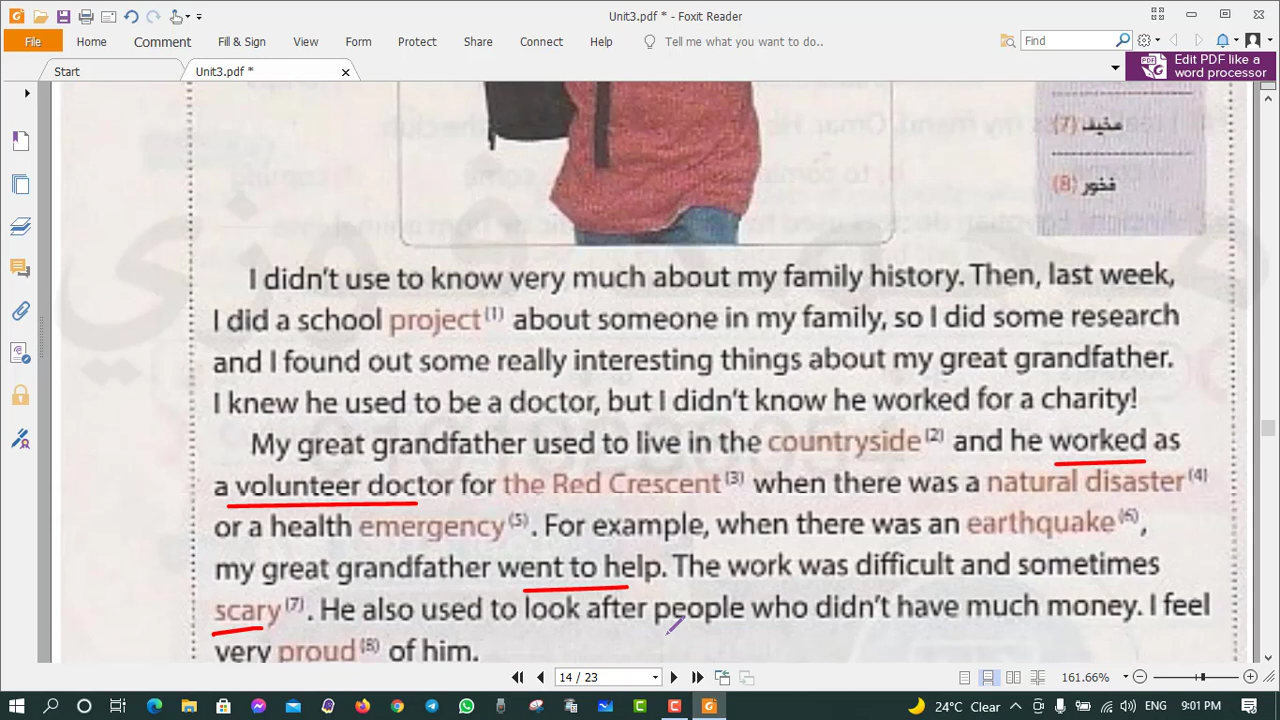 Unit3.pdf * - Foxit Reader
File Home Comment Fill & Sign View Form Protect Share Connect Help Tell me what you want to do.. Find
Start Unit3.pdf * Edit PDF like a
word processor
مخيف (7)
فخور (8)
I didn't use to know very much about my family history. Then, last week,
I did a school project(1) about someone in my family, so I did some research
and I found out some really interesting things about my great grandfather.
I knew he used to be a doctor, but I didn't know he worked for a charity!
My great grandfather used to live in the countryside(2) and he worked as
a volunteer doctor for the Red Crescent(3) when there was a natural disaster(4)
or a health emergency(5). For example, when there was an earthquake(6),
my great grandfather went to help. The work was difficult and sometimes
scary(7). He also used to look after people who didn't have much money. I feel
very proud(8) of him.
14 / 23 161.66%
24°C Clear ENG 9:01 PM